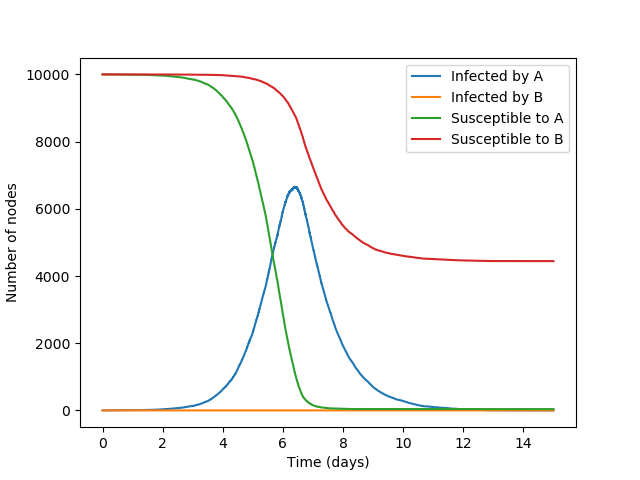 Infected by A
Infected by B
Susceptible to A
Susceptible to B
10000
8000
6000
4000
2000
0
Number of nodes
0 2 4 6 8 10 12 14
Time (days)